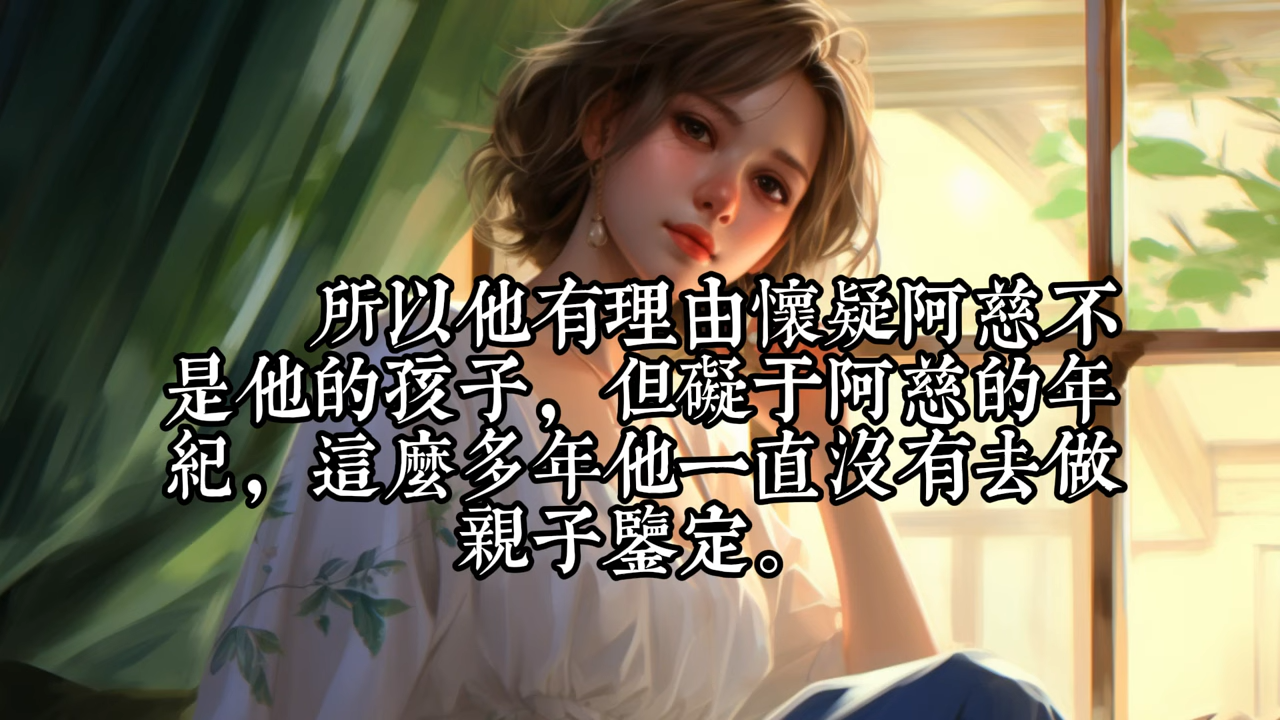 所以他有理由懷疑阿慈不
是他的孩子，但礙于阿慈的年
紀，這麼多年他一直沒有去做
親子鑒定。